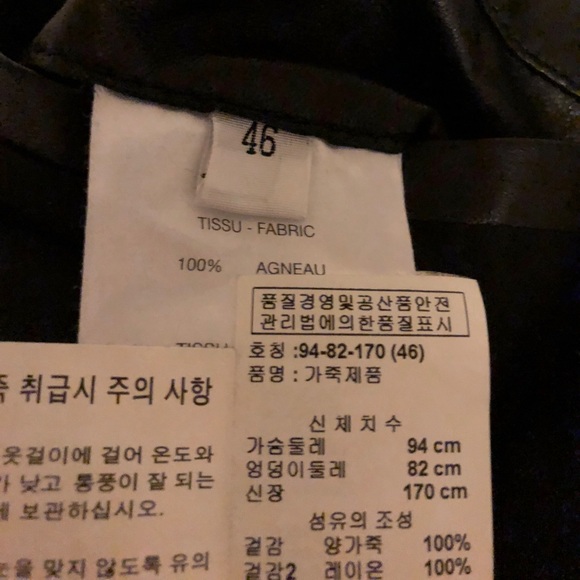 46
TISSU - FABRIC
100% AGNEAU
품질경영및공산품안전
관리법에의한품질표시
호칭 :94-82-170 (46)
품명 : 가죽제품
신 체 치 수
가슴둘레 94 cm
엉덩이둘레 82 cm
신장 170 cm
섬유의 조성
겉감 양가죽 100%
겉감2 레이온 100%
취급시 주의 사항
옷걸이에 걸어 온도와
낮고 통풍이 잘 되는
보관하십시오.
맞지 않도록 유의